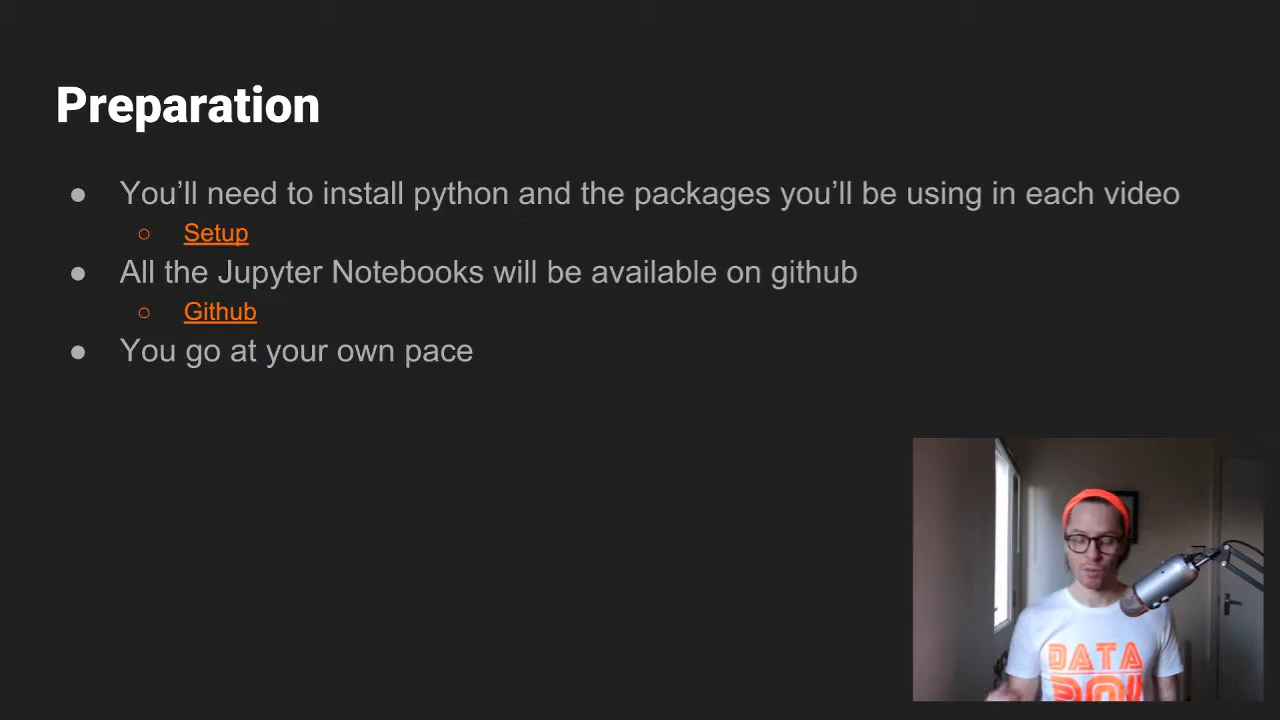 Preparation
● You’ll need to install python and the packages you’ll be using in each video
○ Setup
● All the Jupyter Notebooks will be available on github
○ Github
● You go at your own pace
DATA